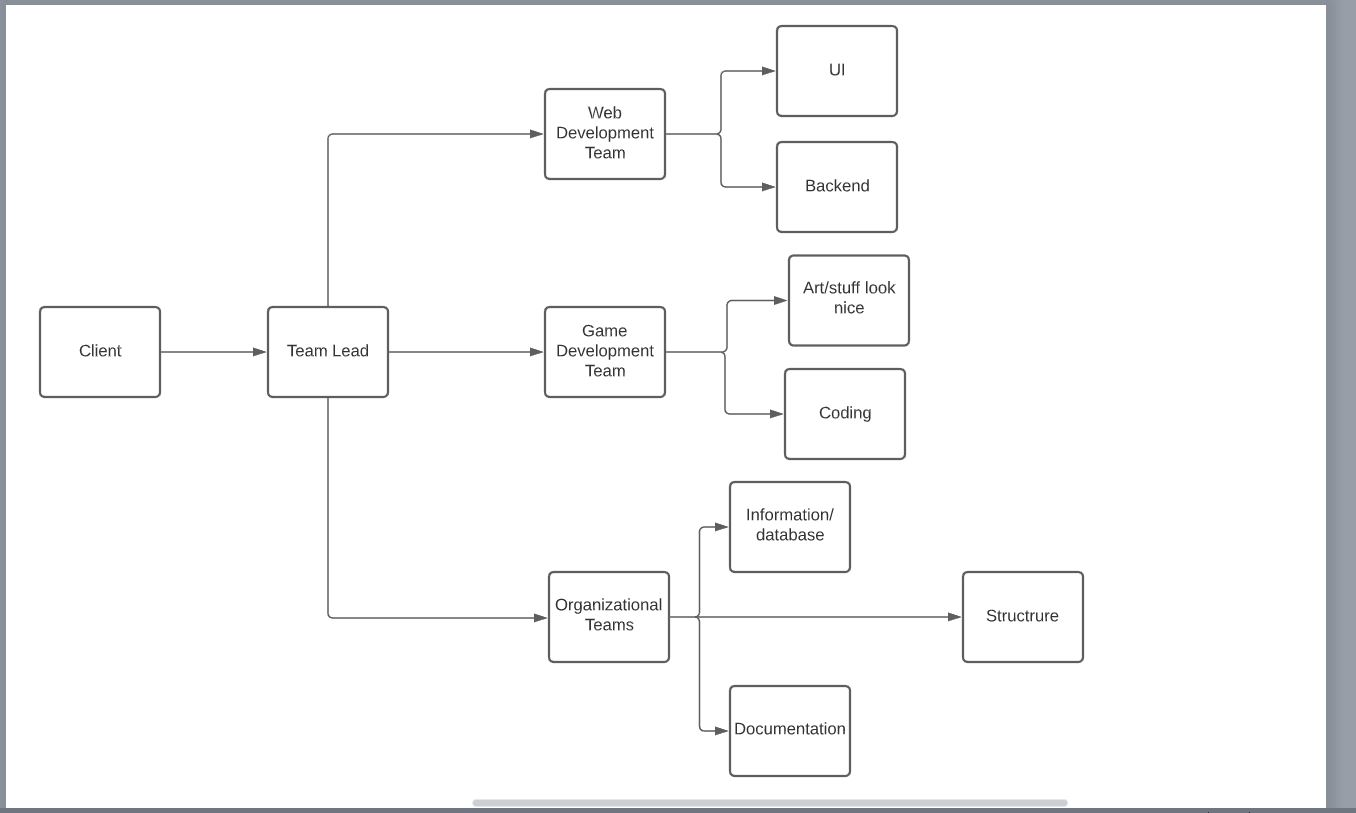 UI
Web
Development
Team
Backend
Art/stuff look
nice
Client
Team Lead
Game
Development
Team
Coding
Information/
database
Organizational
Teams
Structrure
Documentation